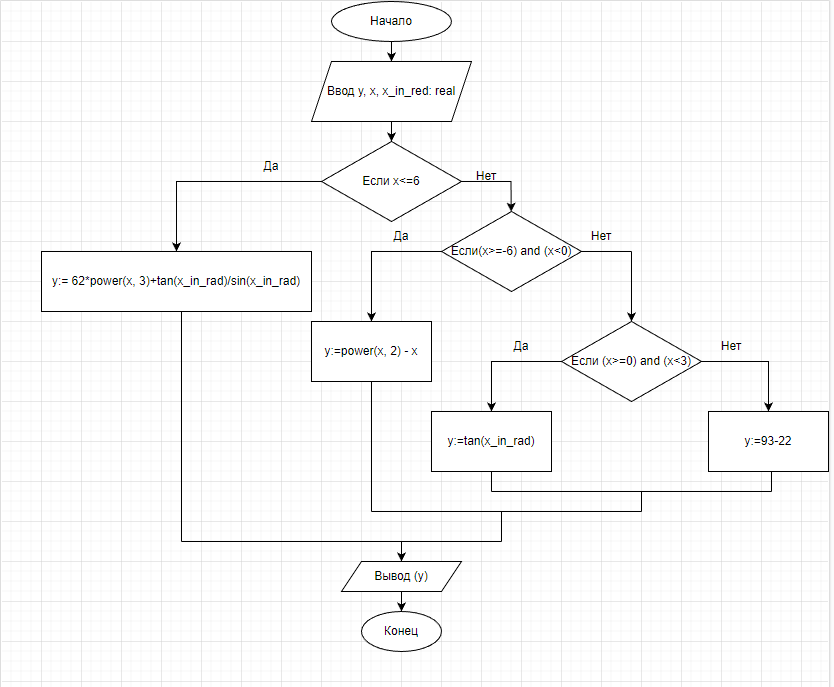 Начало
Ввод y, x, x_in_red: real
Если x<=6
Да
Нет
Если(x>=-6) and (x<0)
Да
Нет
y:= 62*power(x, 3)+tan(x_in_rad)/sin(x_in_rad)
y:=power(x, 2) - x
Если (x>=0) and (x<3)
Да
Нет
y:=tan(x_in_rad)
y:=93-22
Вывод (y)
Конец